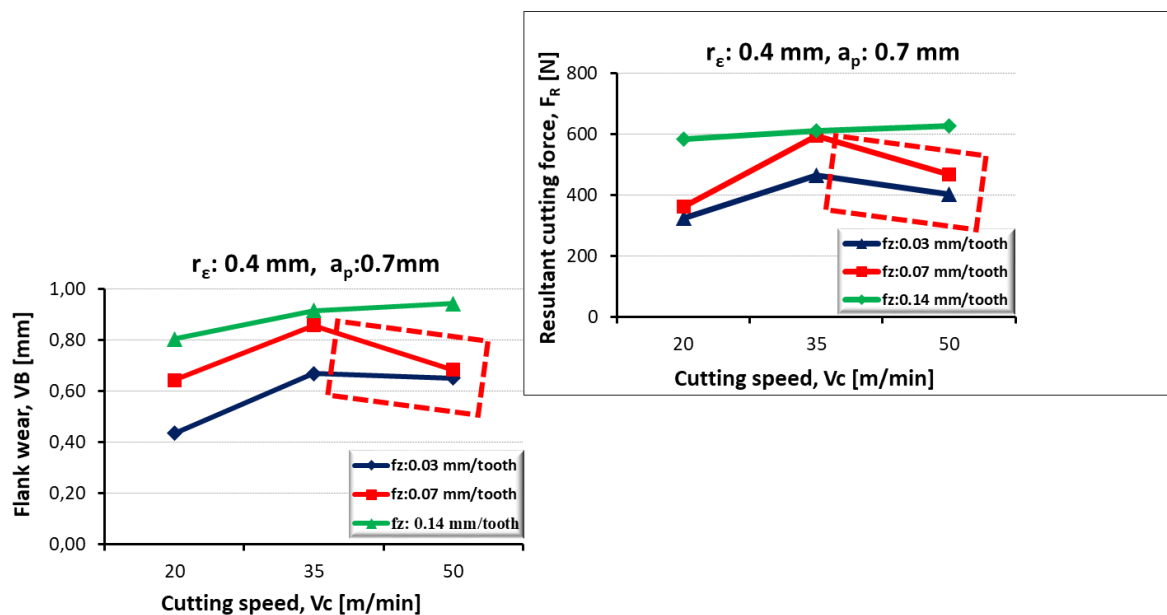 rε: 0.4 mm, ap: 0.7 mm
Resultant cutting force, FR [N]
800
600
400
200
0
20 35 50
Cutting speed, Vc [m/min]
fz:0.03 mm/tooth
fz:0.07 mm/tooth
fz:0.14 mm/tooth
rε: 0.4 mm, ap:0.7mm
Flank wear, VB [mm]
1,00
0,80
0,60
0,40
0,20
0,00
20 35 50
Cutting speed, Vc [m/min]
fz:0.03 mm/tooth
fz:0.07 mm/tooth
fz: 0.14 mm/tooth